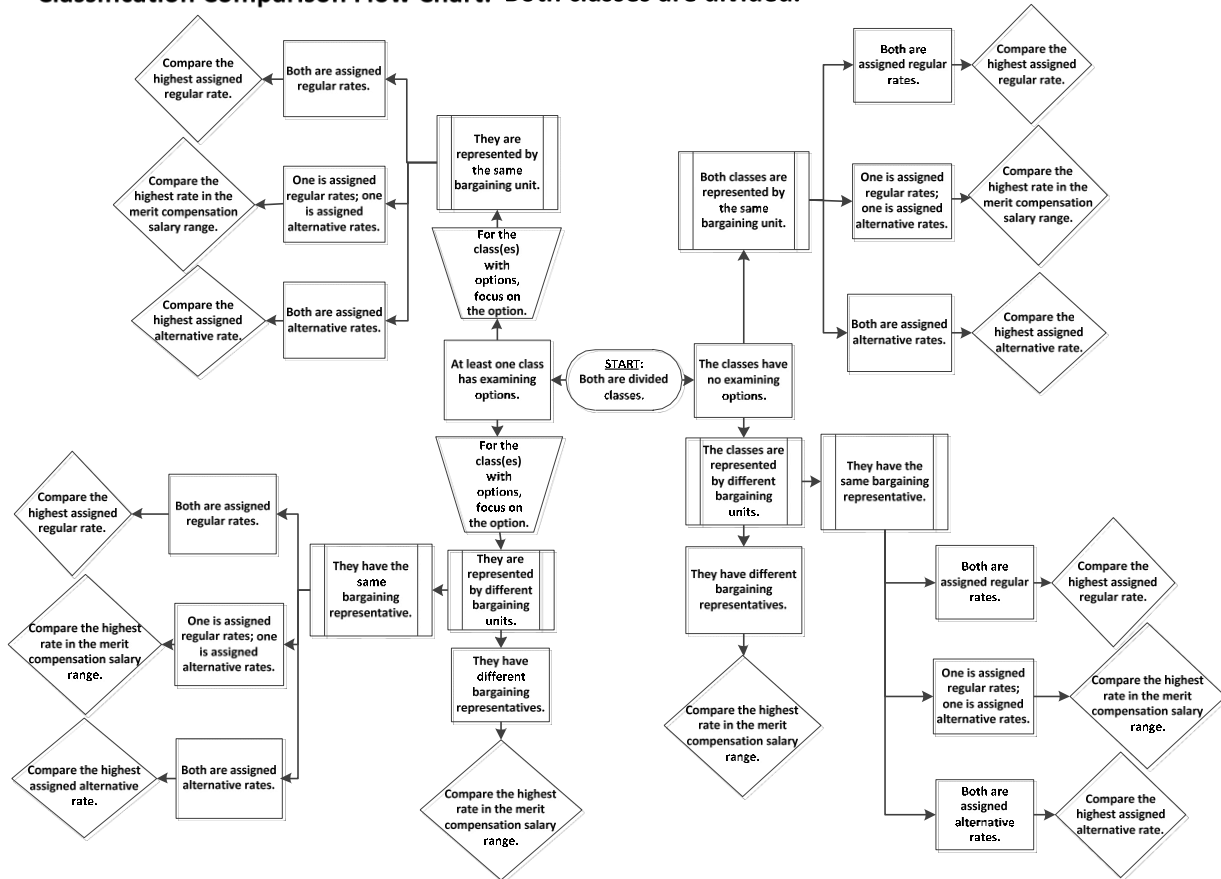 Classification Comparison Flow Chart: Both classes are divided.
Compare the
highest assigned
regular rate.
Both are assigned
regular rates.
They are
represented by
the same
bargaining unit.
Compare the
highest rate in the
merit compensation
salary range.
One is assigned
regular rates; one
is assigned
alternative rates.
For the
class(es)
with
options,
focus on
the option.
Compare the
highest assigned
alternative rate.
Both are assigned
alternative rates.
At least one class
has examining
options.
START:
Both are divided
classes.
The classes have
no examining
options.
Both classes are
represented by
the same
bargaining unit.
Both are
assigned regular
rates.
Compare the
highest assigned
regular rate.
One is assigned
regular rates;
one is assigned
alternative rates.
Compare the
highest rate in the
merit compensation
salary range.
Both are assigned
alternative rates.
Compare the
highest assigned
alternative rate.
For the
class(es)
with
options,
focus on
the option.
They are
represented
by different
bargaining
units.
They have the
same
bargaining
representative.
Both are assigned
regular rates.
Compare the
highest assigned
regular rate.
One is assigned
regular rates; one
is assigned
alternative rates.
Compare the highest
rate in the merit
compensation salary
range.
Both are assigned
alternative rates.
Compare the highest
assigned alternative
rate.
They have
different
bargaining
representatives.
Compare the highest
rate in the merit
compensation salary
range.
The classes are
represented
by different
bargaining
units.
They have the
same bargaining
representative.
They have different
bargaining
representatives.
Compare the highest
rate in the merit
compensation salary
range.
Both are
assigned regular
rates.
Compare the
highest assigned
regular rate.
One is assigned
regular rates;
one is assigned
alternative rates.
Compare the highest
rate in the merit
compensation salary
range.
Both are
assigned
alternative
rates.
Compare the
highest assigned
alternative rate.